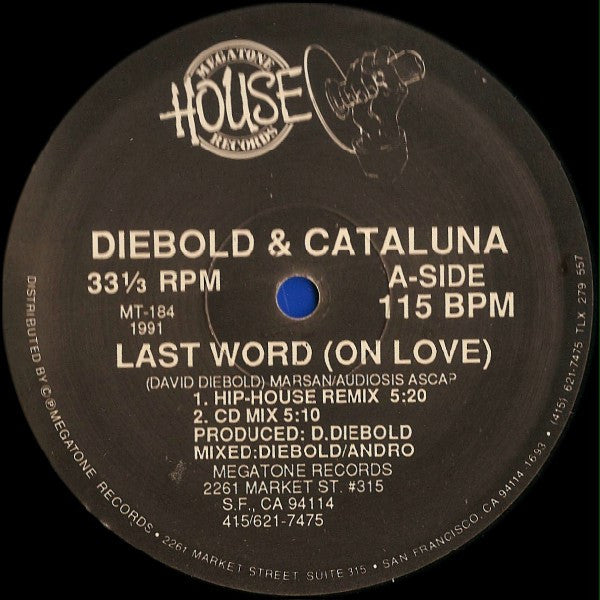 MEGATONE
HOUSE
RECORDS
DIEBOLD & CATALUNA
33⅓ RPM
A-SIDE
MT-184
1991
115 BPM
LAST WORD (ON LOVE)
(DAVID DIEBOLD) MARSAN/AUDIOSIS ASCAP
1. HIP-HOUSE REMIX 5:20
2. CD MIX 5:10
PRODUCED: D.DIEBOLD
MIXED:DIEBOLD/ANDRO
MEGATONE RECORDS
2261 MARKET ST. #315
S.F., CA 94114
415/621-7475
DISTRIBUTED BY ©℗MEGATONE RECORDS • 2261 MARKET STREET, SUITE 315 • SAN FRANCISCO, CA 94114 1693 • (415) 621-7475 TLX 279 557